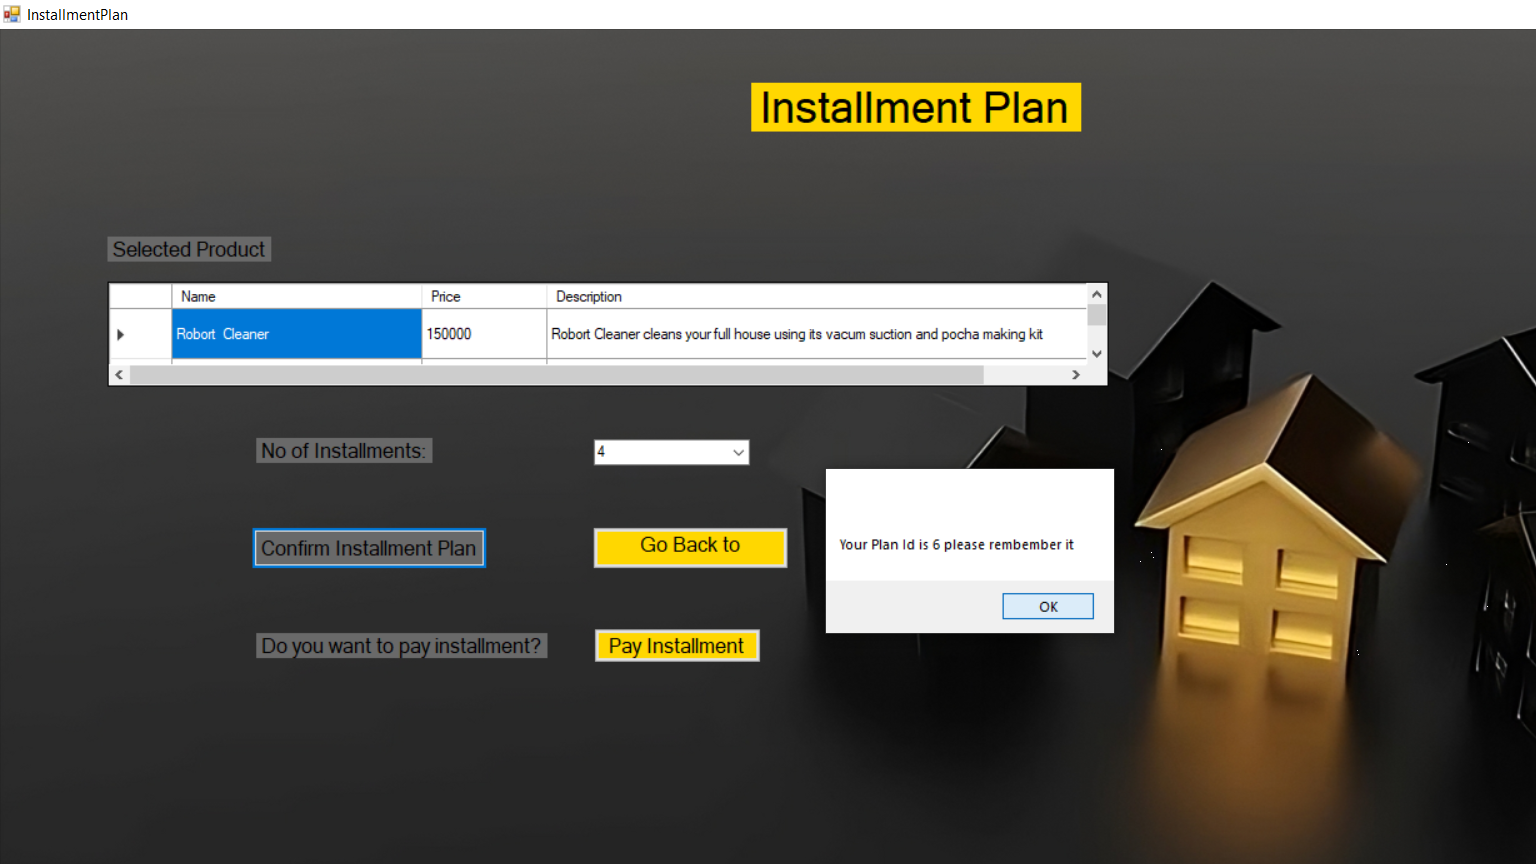 InstallmentPlan
Installment Plan
Selected Product
Name Price Description
Robort Cleaner 150000 Robort Cleaner cleans your full house using its vacum suction and pocha making kit
No of Installments: 4
Confirm Installment Plan Go Back to
Your Plan Id is 6 please rembember it
OK
Do you want to pay installment? Pay Installment